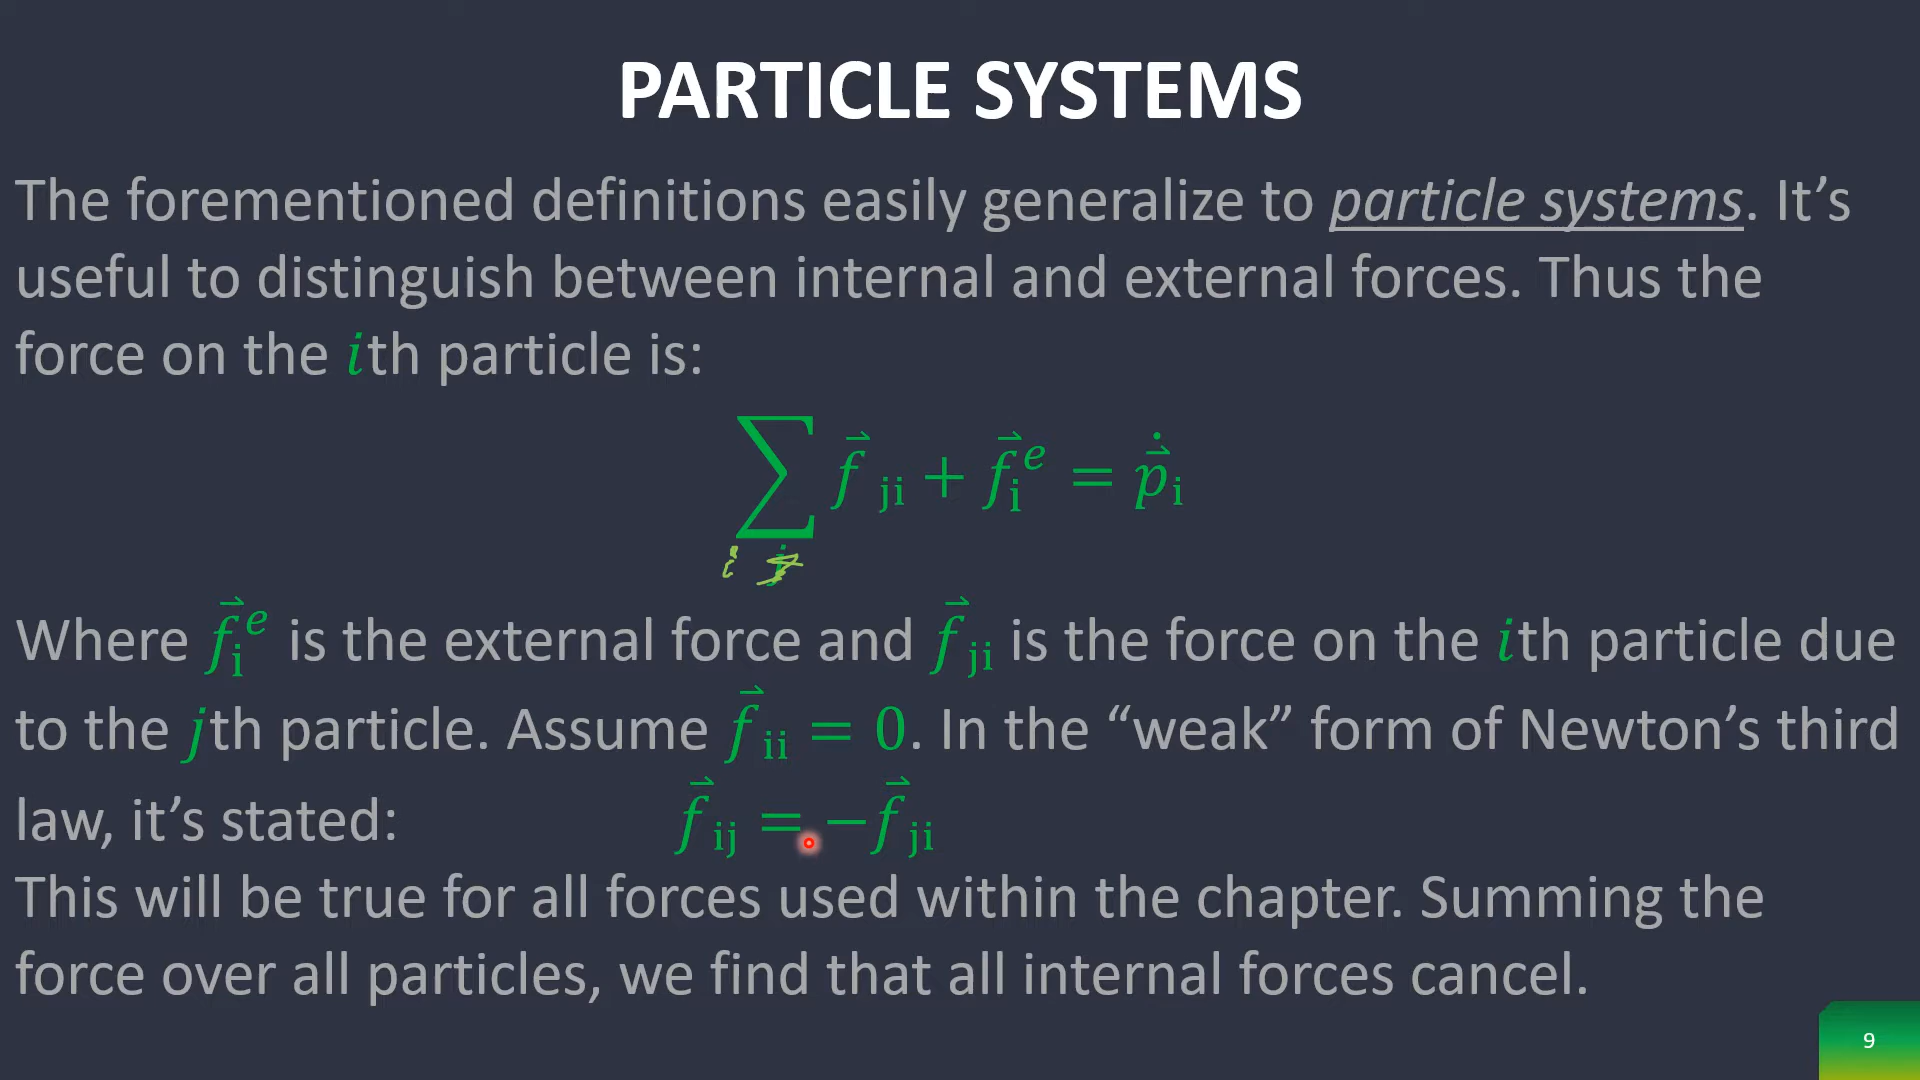 PARTICLE SYSTEMS
The forementioned definitions easily generalize to particle systems. It’s
useful to distinguish between internal and external forces. Thus the
force on the ith particle is:
∑ f⃗ ji + f⃗ᵢᵉ = ṗ⃗ i
i j
Where f⃗ᵢᵉ is the external force and f⃗ ji is the force on the ith particle due
to the jth particle. Assume f⃗ ii = 0. In the “weak” form of Newton’s third
law, it’s stated: f⃗ ij = −f⃗ ji
This will be true for all forces used within the chapter. Summing the
force over all particles, we find that all internal forces cancel.
9